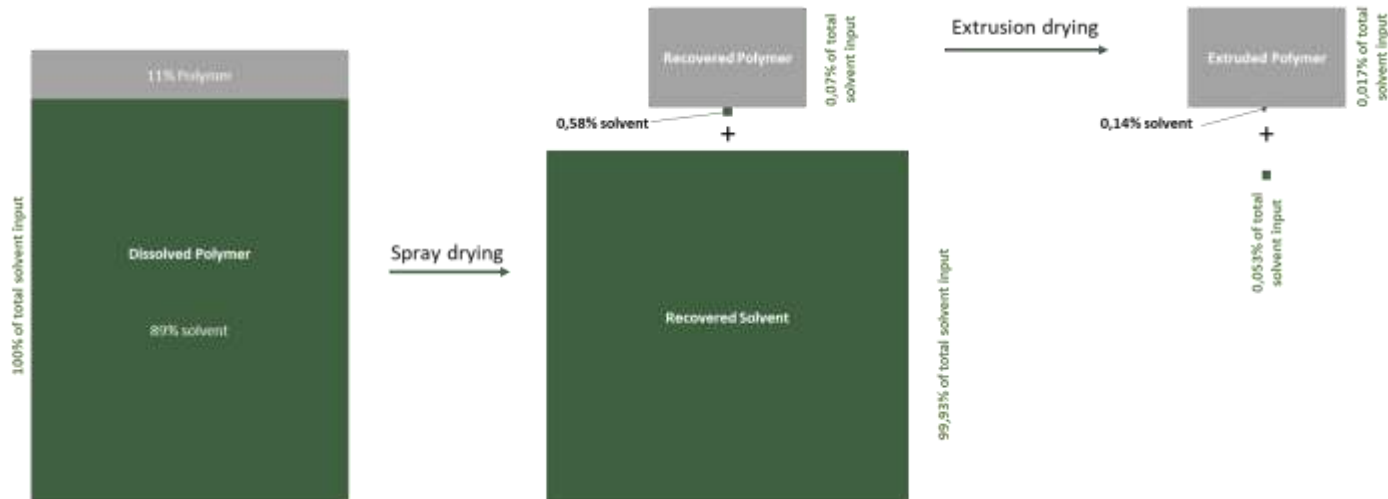 100% of total solvent input
11% Polymer
Dissolved Polymer
89% solvent
Spray drying
Recovered Polymer
0,07% of total
solvent input
0,58% solvent
+
Recovered Solvent
99,93% of total solvent input
Extrusion drying
Extruded Polymer
0,017% of total
solvent input
0,14% solvent
+
0,053% of total
solvent input